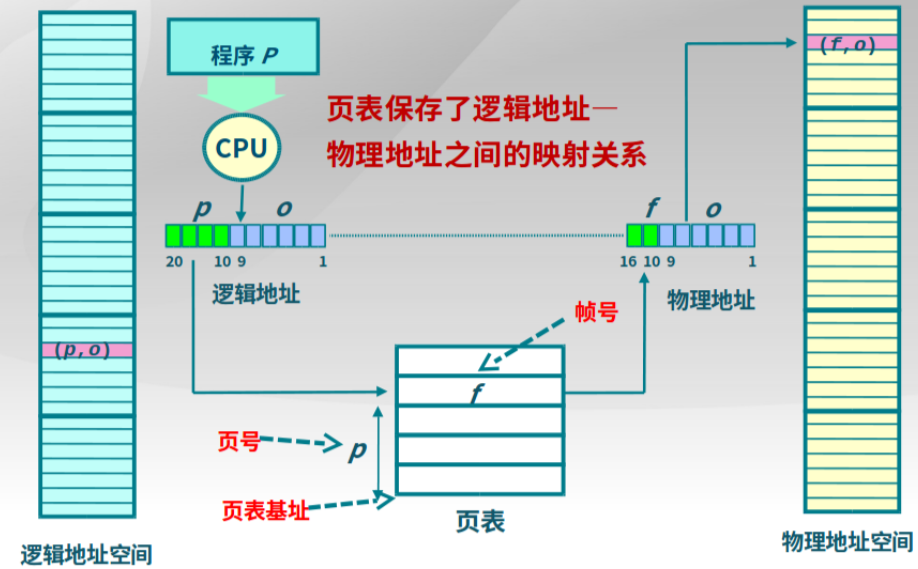 程序 P
CPU
页表保存了逻辑地址—
物理地址之间的映射关系
p o
20 10 9 1
逻辑地址
f o
16 10 9 1
物理地址
(f,o)
(p,o)
帧号
f
页号
p
页表基址
页表
逻辑地址空间
物理地址空间